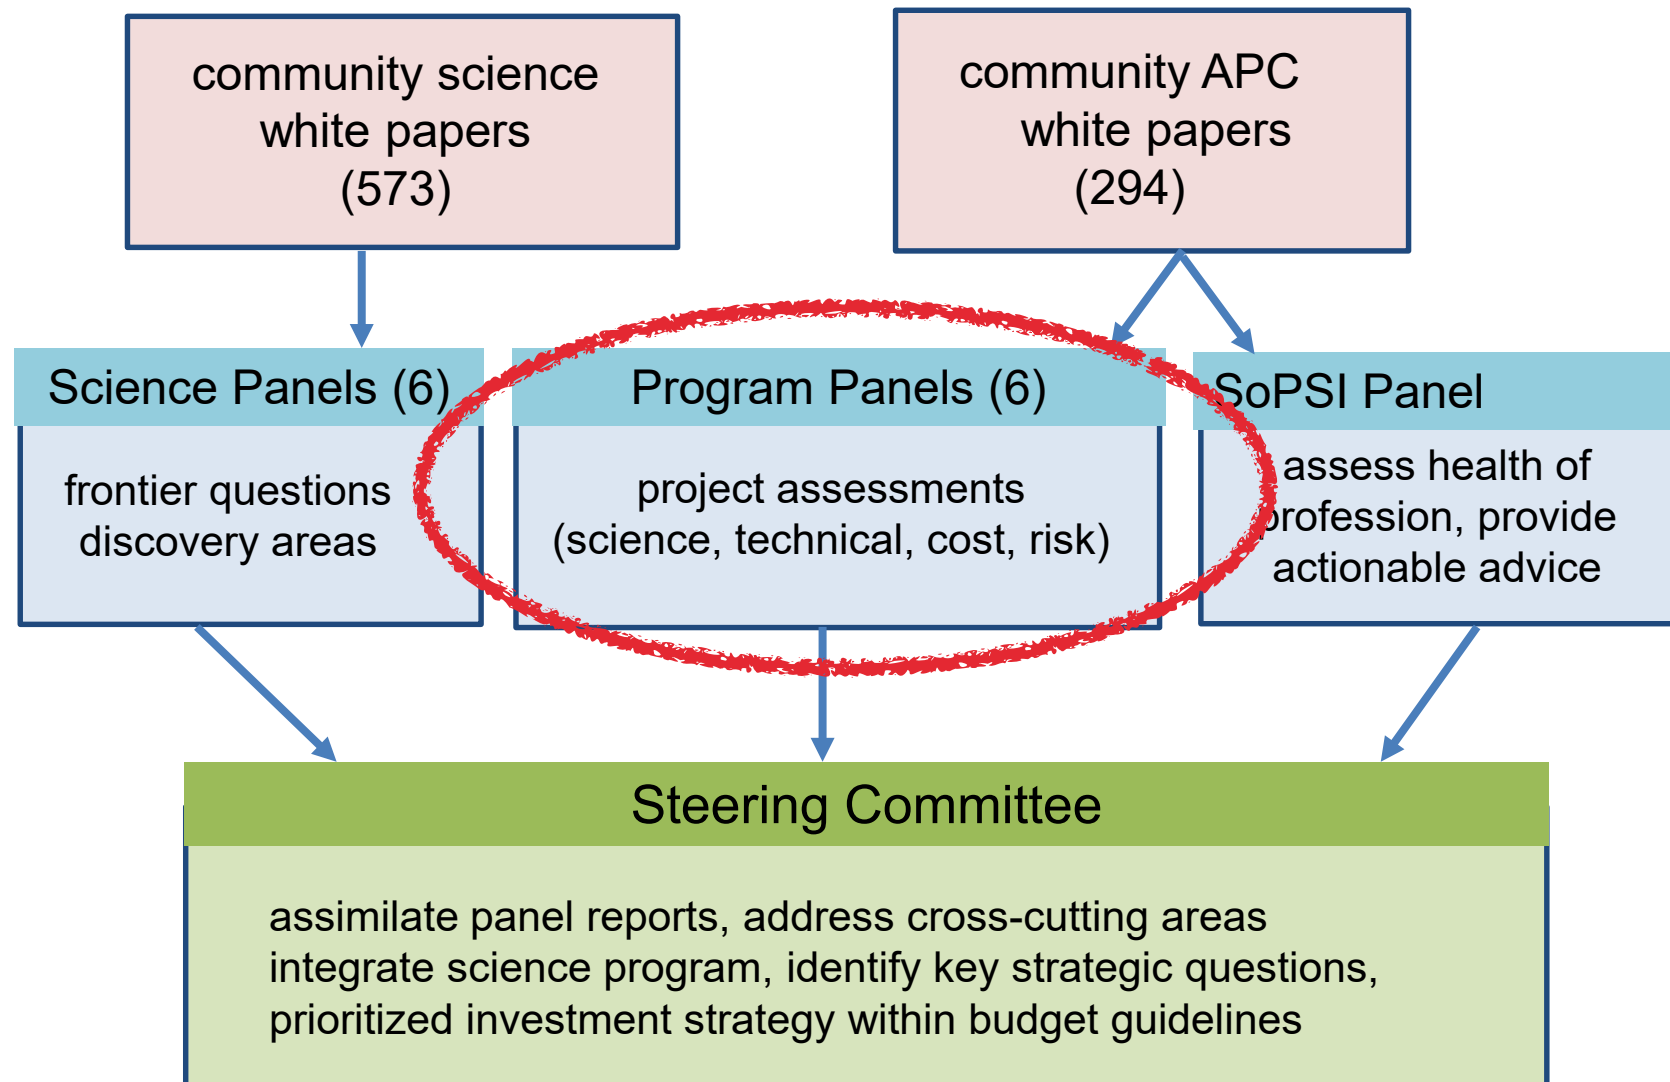 community science
white papers
(573)
community APC
white papers
(294)
Science Panels (6)
frontier questions
discovery areas
Program Panels (6)
project assessments
(science, technical, cost, risk)
SoPSI Panel
assess health of
profession, provide
actionable advice
Steering Committee
assimilate panel reports, address cross-cutting areas
integrate science program, identify key strategic questions,
prioritized investment strategy within budget guidelines